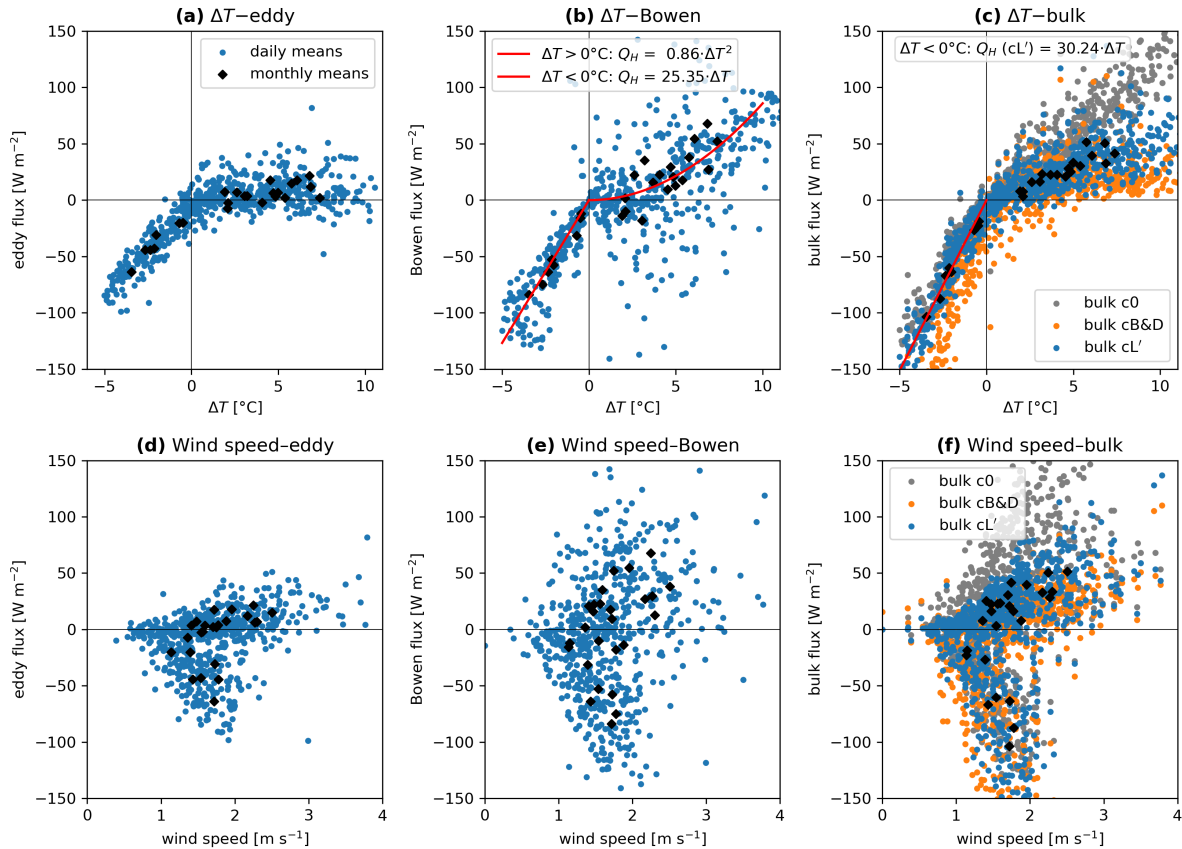 (a) ΔT−eddy
150
100
50
0
−50
−100
−150
eddy flux [W m⁻²]
daily means
monthly means
−5
0
5
10
ΔT [°C]
(b) ΔT−Bowen
150
100
50
0
−50
−100
−150
Bowen flux [W m⁻²]
ΔT > 0°C: Q_H = 0.86·ΔT²
ΔT < 0°C: Q_H = 25.35·ΔT
−5
0
5
10
ΔT [°C]
(c) ΔT−bulk
150
100
50
0
−50
−100
−150
bulk flux [W m⁻²]
ΔT < 0°C: Q_H (cL′) = 30.24·ΔT
bulk c0
bulk cB&D
bulk cL′
−5
0
5
10
ΔT [°C]
(d) Wind speed–eddy
150
100
50
0
−50
−100
−150
eddy flux [W m⁻²]
0
1
2
3
4
wind speed [m s⁻¹]
(e) Wind speed–Bowen
150
100
50
0
−50
−100
−150
Bowen flux [W m⁻²]
0
1
2
3
4
wind speed [m s⁻¹]
(f) Wind speed–bulk
150
100
50
0
−50
−100
−150
bulk flux [W m⁻²]
bulk c0
bulk cB&D
bulk cL′
0
1
2
3
4
wind speed [m s⁻¹]